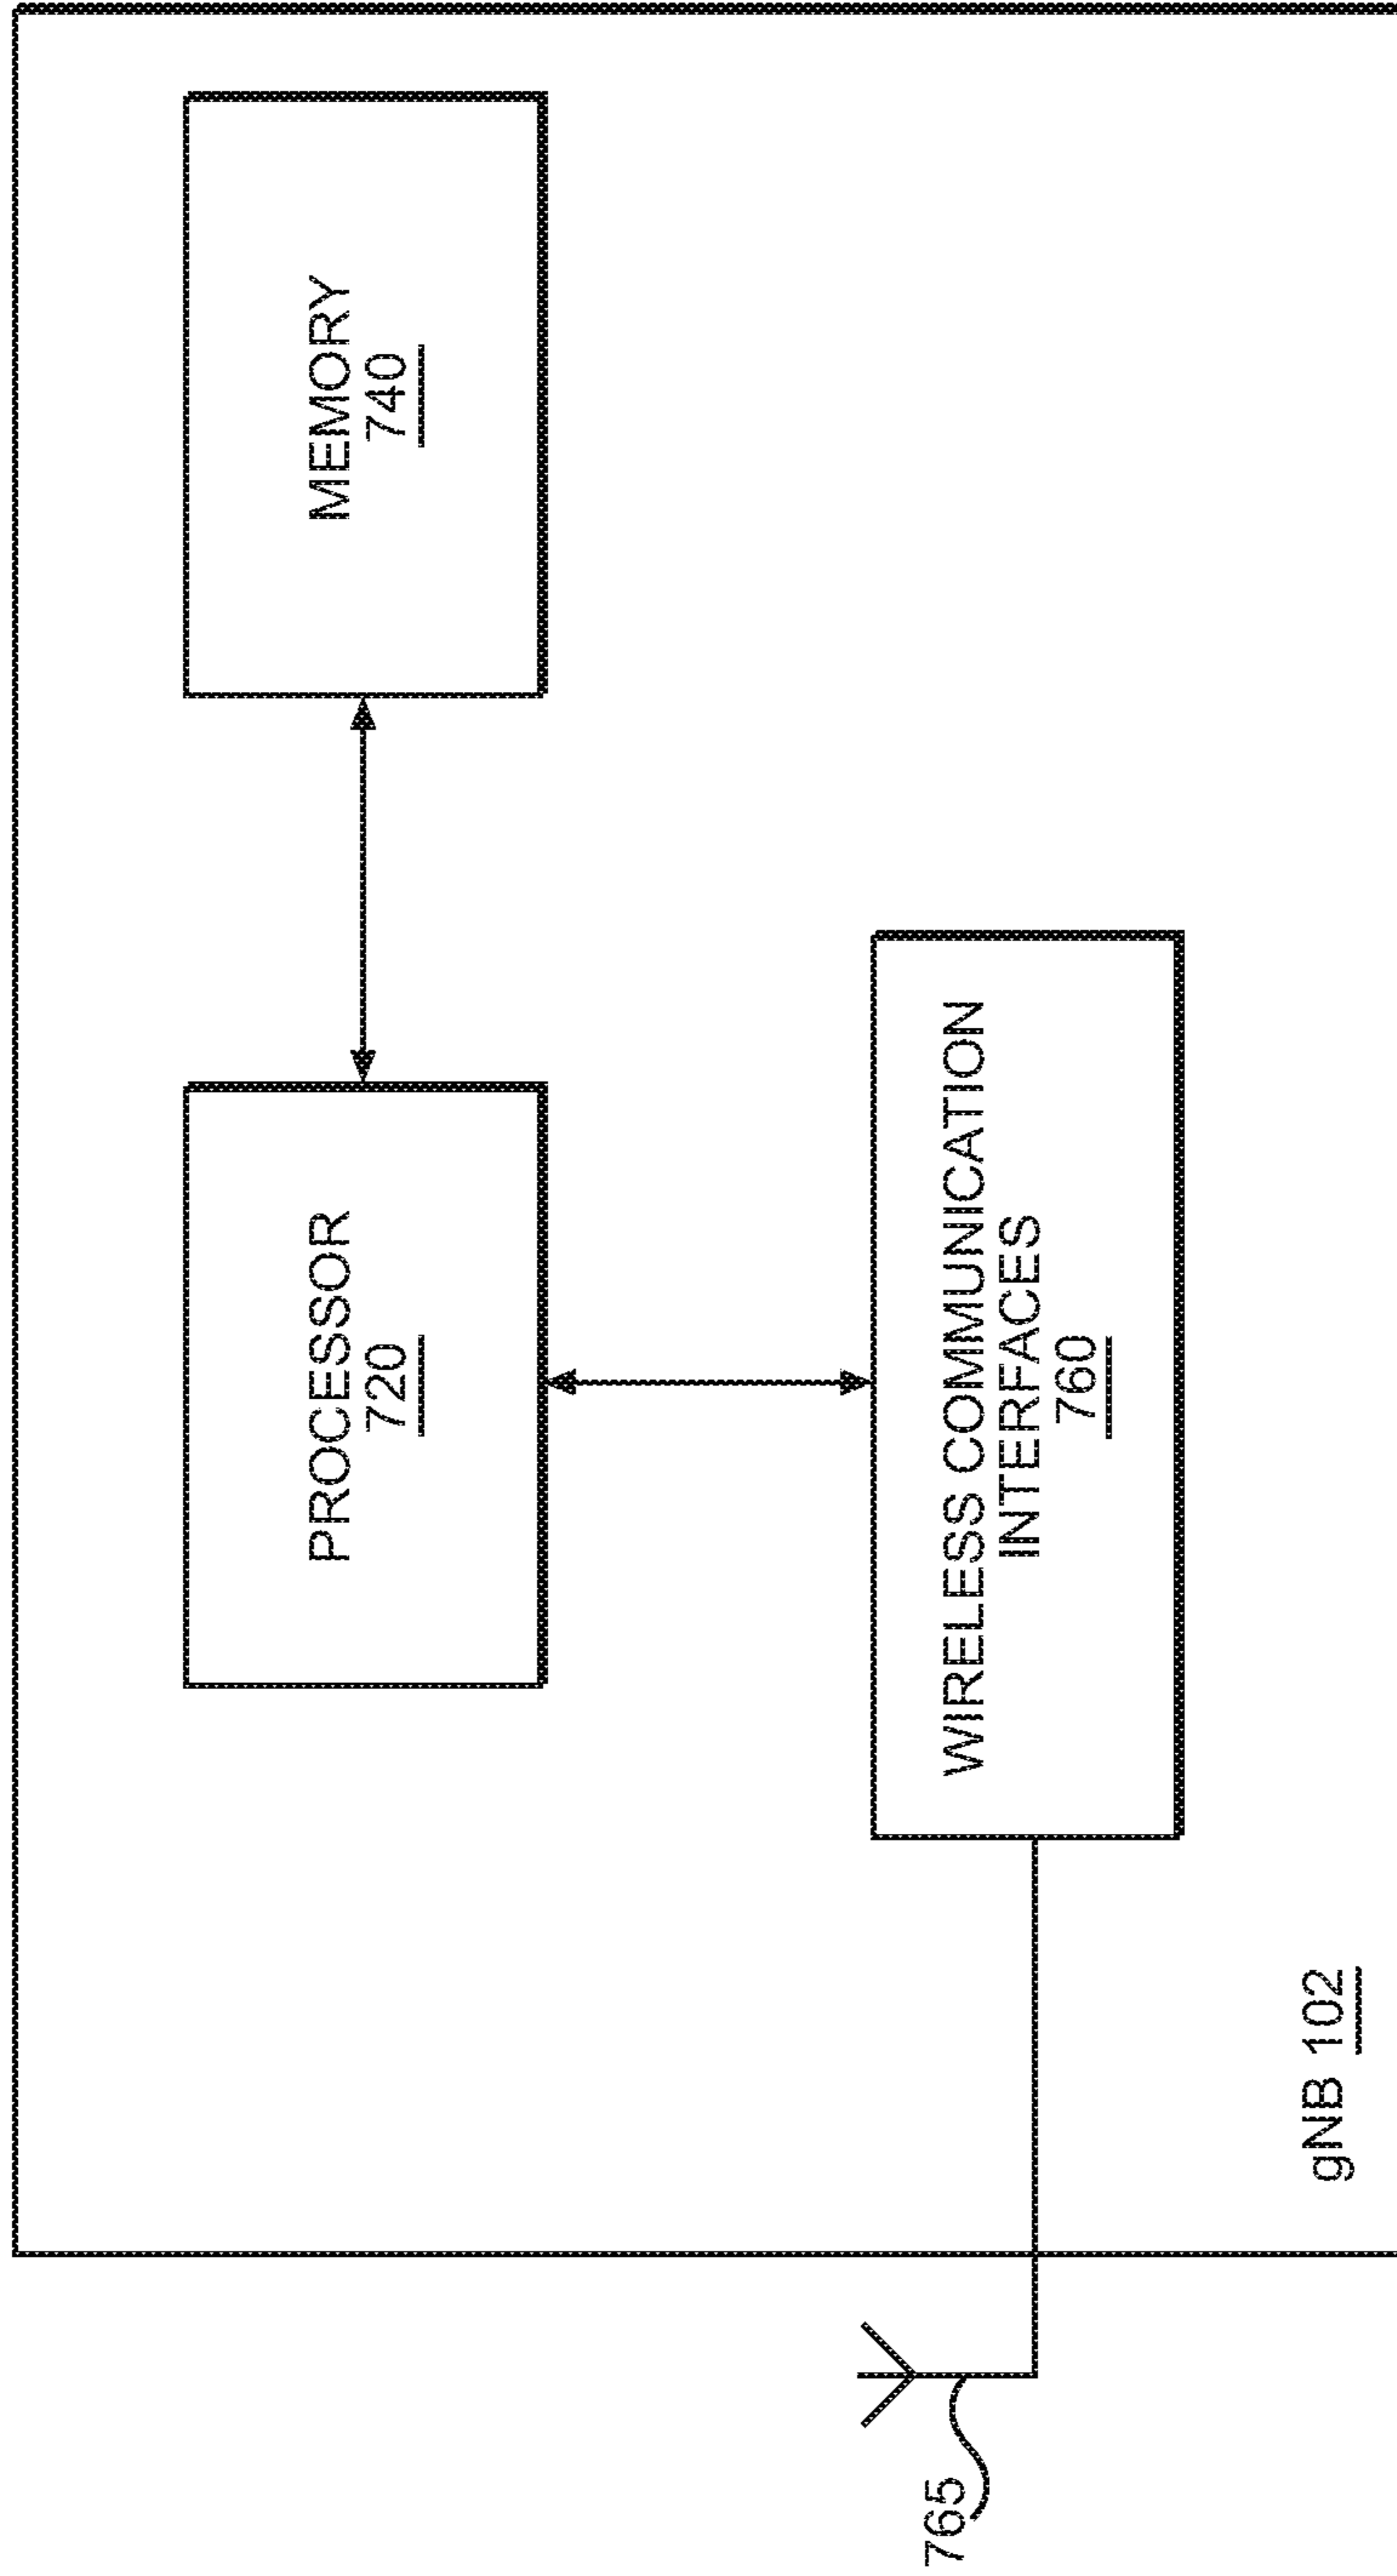 PROCESSOR
720
MEMORY
740
WIRELESS COMMUNICATION
INTERFACES
760
765
gNB 102